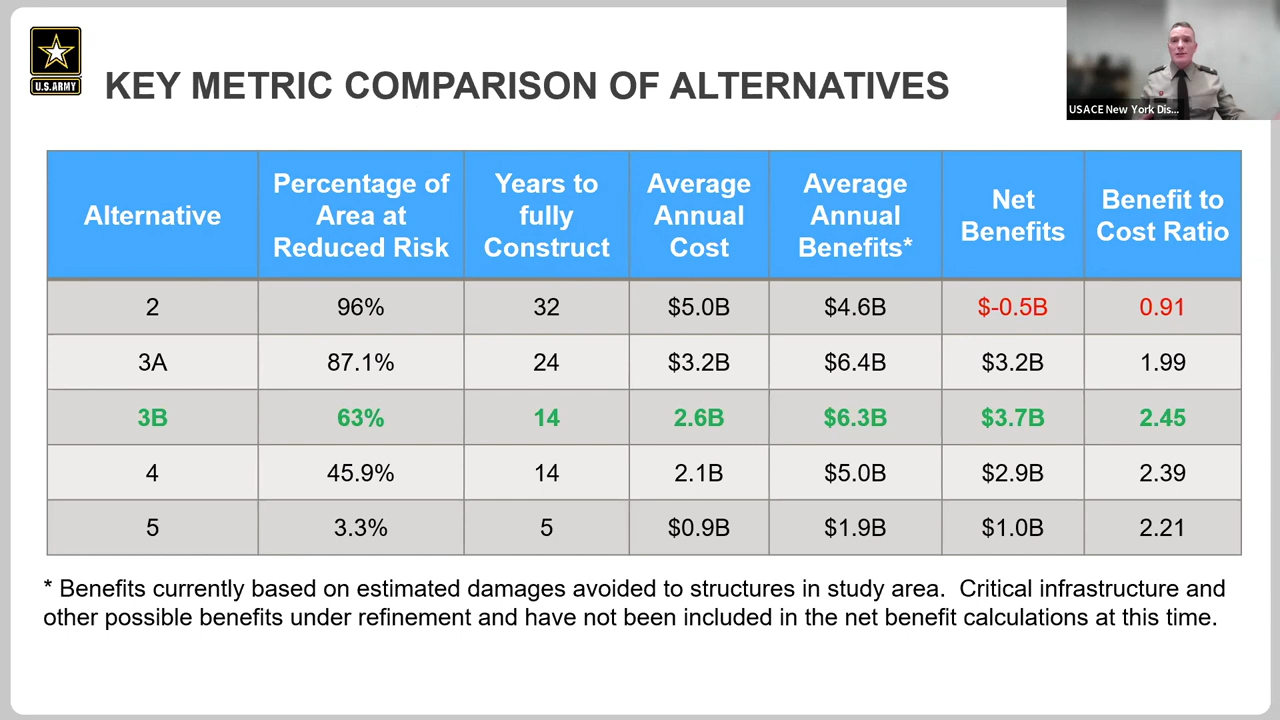 U.S.ARMY
KEY METRIC COMPARISON OF ALTERNATIVES
USACE New York Dis...
Alternative
Percentage of
Area at
Reduced Risk
Years to
fully
Construct
Average
Annual
Cost
Average
Annual
Benefits*
Net
Benefits
Benefit to
Cost Ratio
2 96% 32 $5.0B $4.6B $-0.5B 0.91
3A 87.1% 24 $3.2B $6.4B $3.2B 1.99
3B 63% 14 2.6B $6.3B $3.7B 2.45
4 45.9% 14 2.1B $5.0B $2.9B 2.39
5 3.3% 5 $0.9B $1.9B $1.0B 2.21
* Benefits currently based on estimated damages avoided to structures in study area.  Critical infrastructure and
other possible benefits under refinement and have not been included in the net benefit calculations at this time.